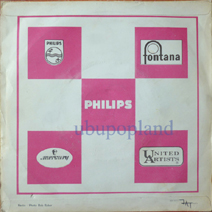 PHILIPS
fontana
PHILIPS
ubupopland
mercury
UNITED
ARTISTS